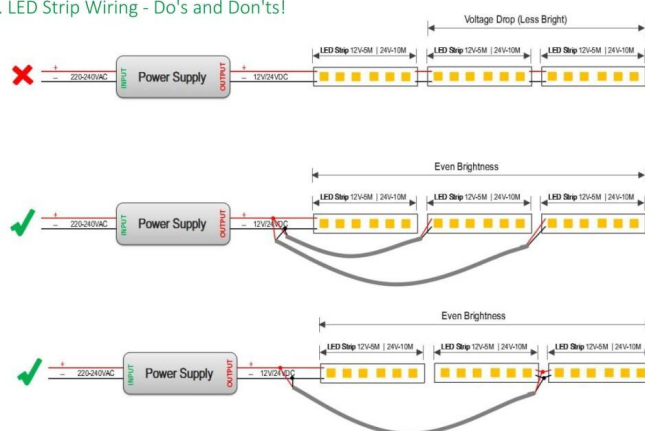 . LED Strip Wiring - Do's and Don'ts!
Voltage Drop (Less Bright)
LED Strip 12V-5M | 24V-10M
LED Strip 12V-5M | 24V-10M
LED Strip 12V-5M | 24V-10M
+
– 220-240VAC
INPUT
Power Supply
OUTPUT
+
– 12V/24VDC
Even Brightness
LED Strip 12V-5M | 24V-10M
LED Strip 12V-5M | 24V-10M
LED Strip 12V-5M | 24V-10M
+
– 220-240VAC
INPUT
Power Supply
OUTPUT
+
– 12V/24VDC
Even Brightness
LED Strip 12V-5M | 24V-10M
LED Strip 12V-5M | 24V-10M
LED Strip 12V-5M | 24V-10M
+
– 220-240VAC
INPUT
Power Supply
OUTPUT
+
– 12V/24VDC